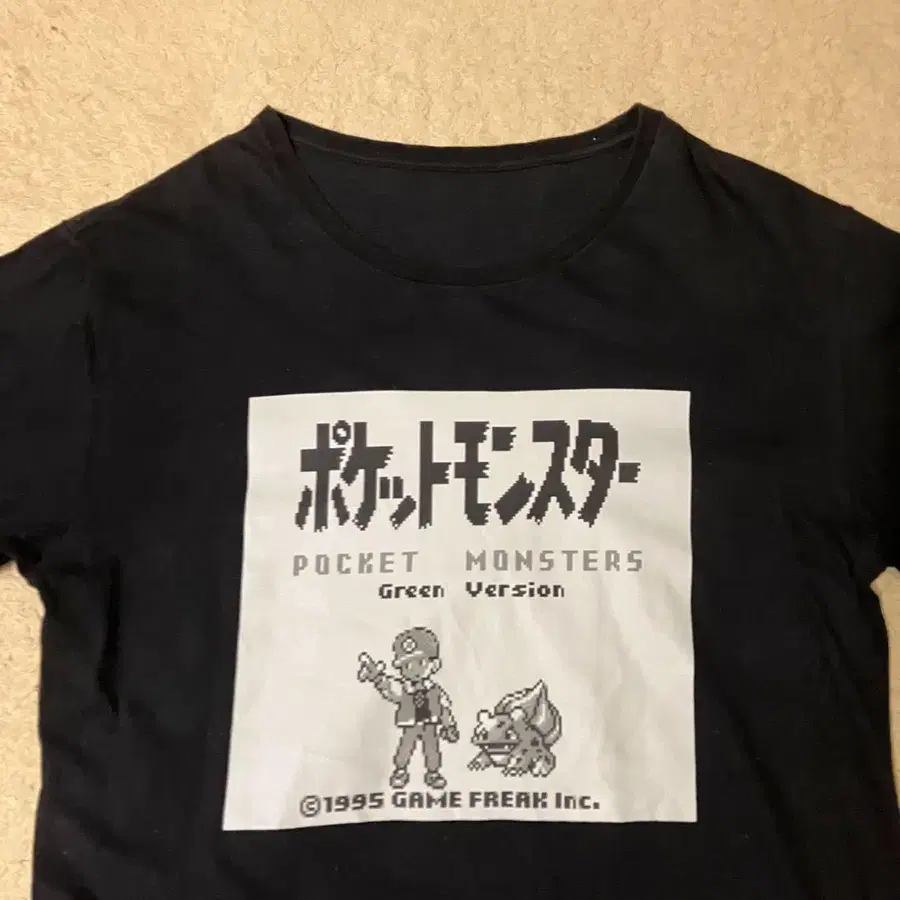 ポケットモンスター
POCKET MONSTERS
Green Version
©1995 GAME FREAK Inc.